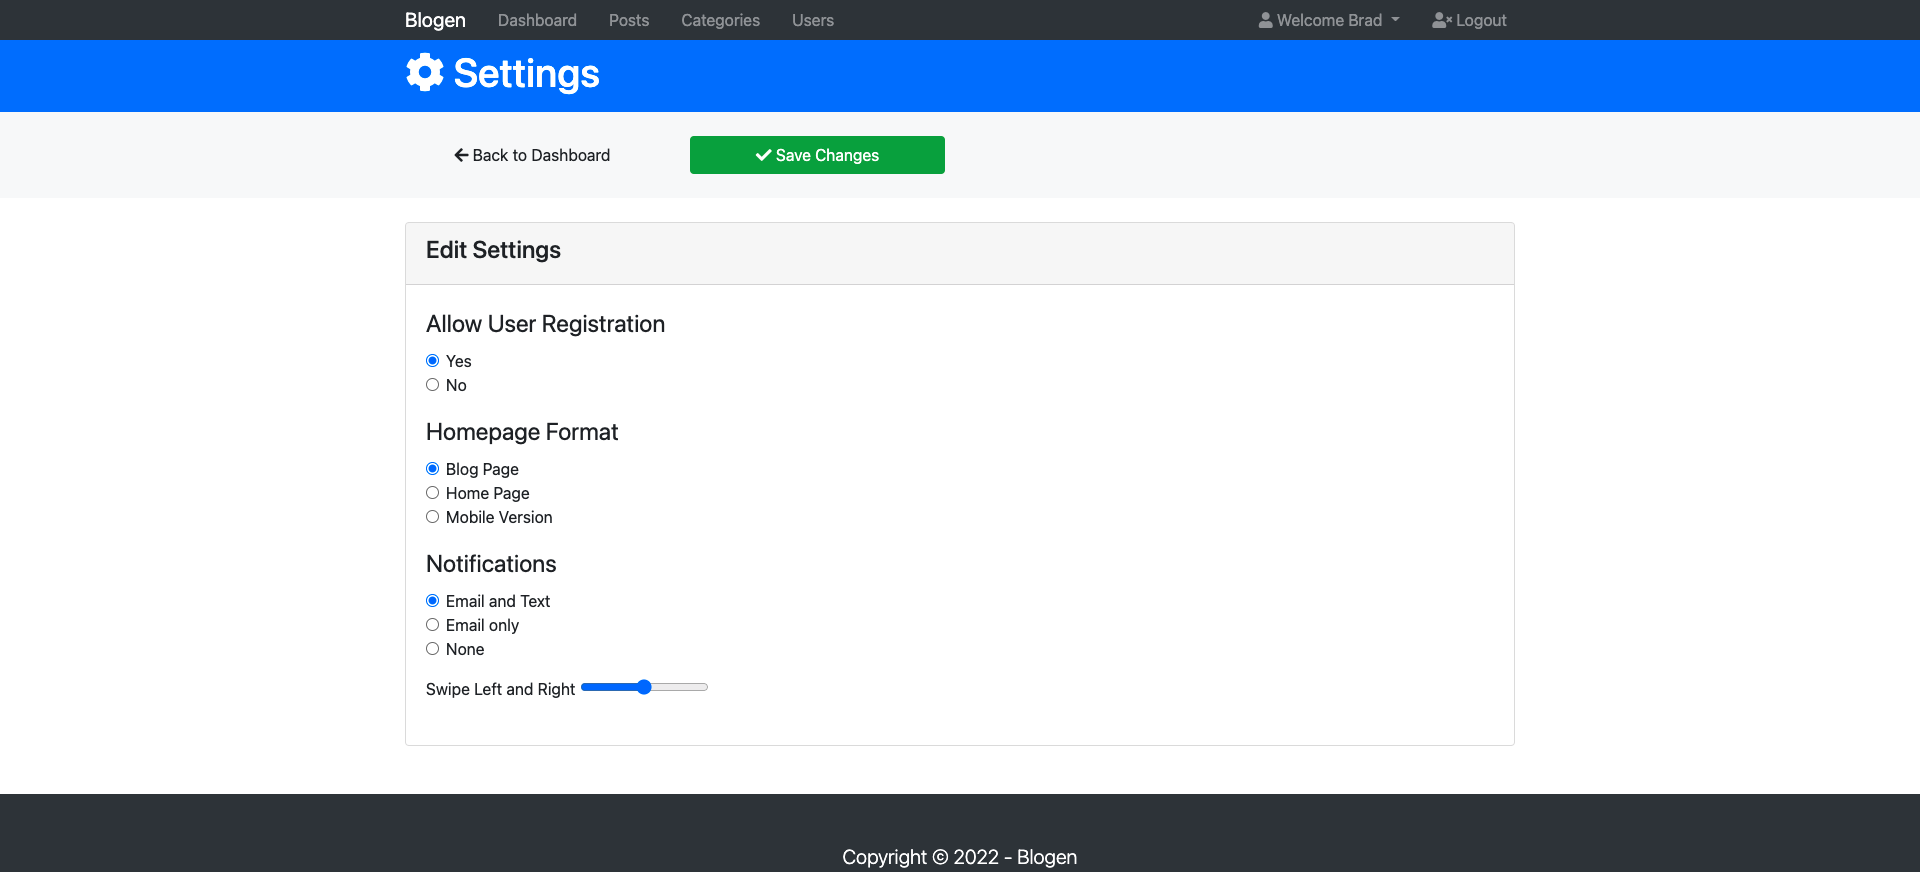 Blogen Dashboard Posts Categories Users Welcome Brad Logout
Settings
Back to Dashboard Save Changes
Edit Settings
Allow User Registration
Yes
No
Homepage Format
Blog Page
Home Page
Mobile Version
Notifications
Email and Text
Email only
None
Swipe Left and Right
Copyright © 2022 - Blogen